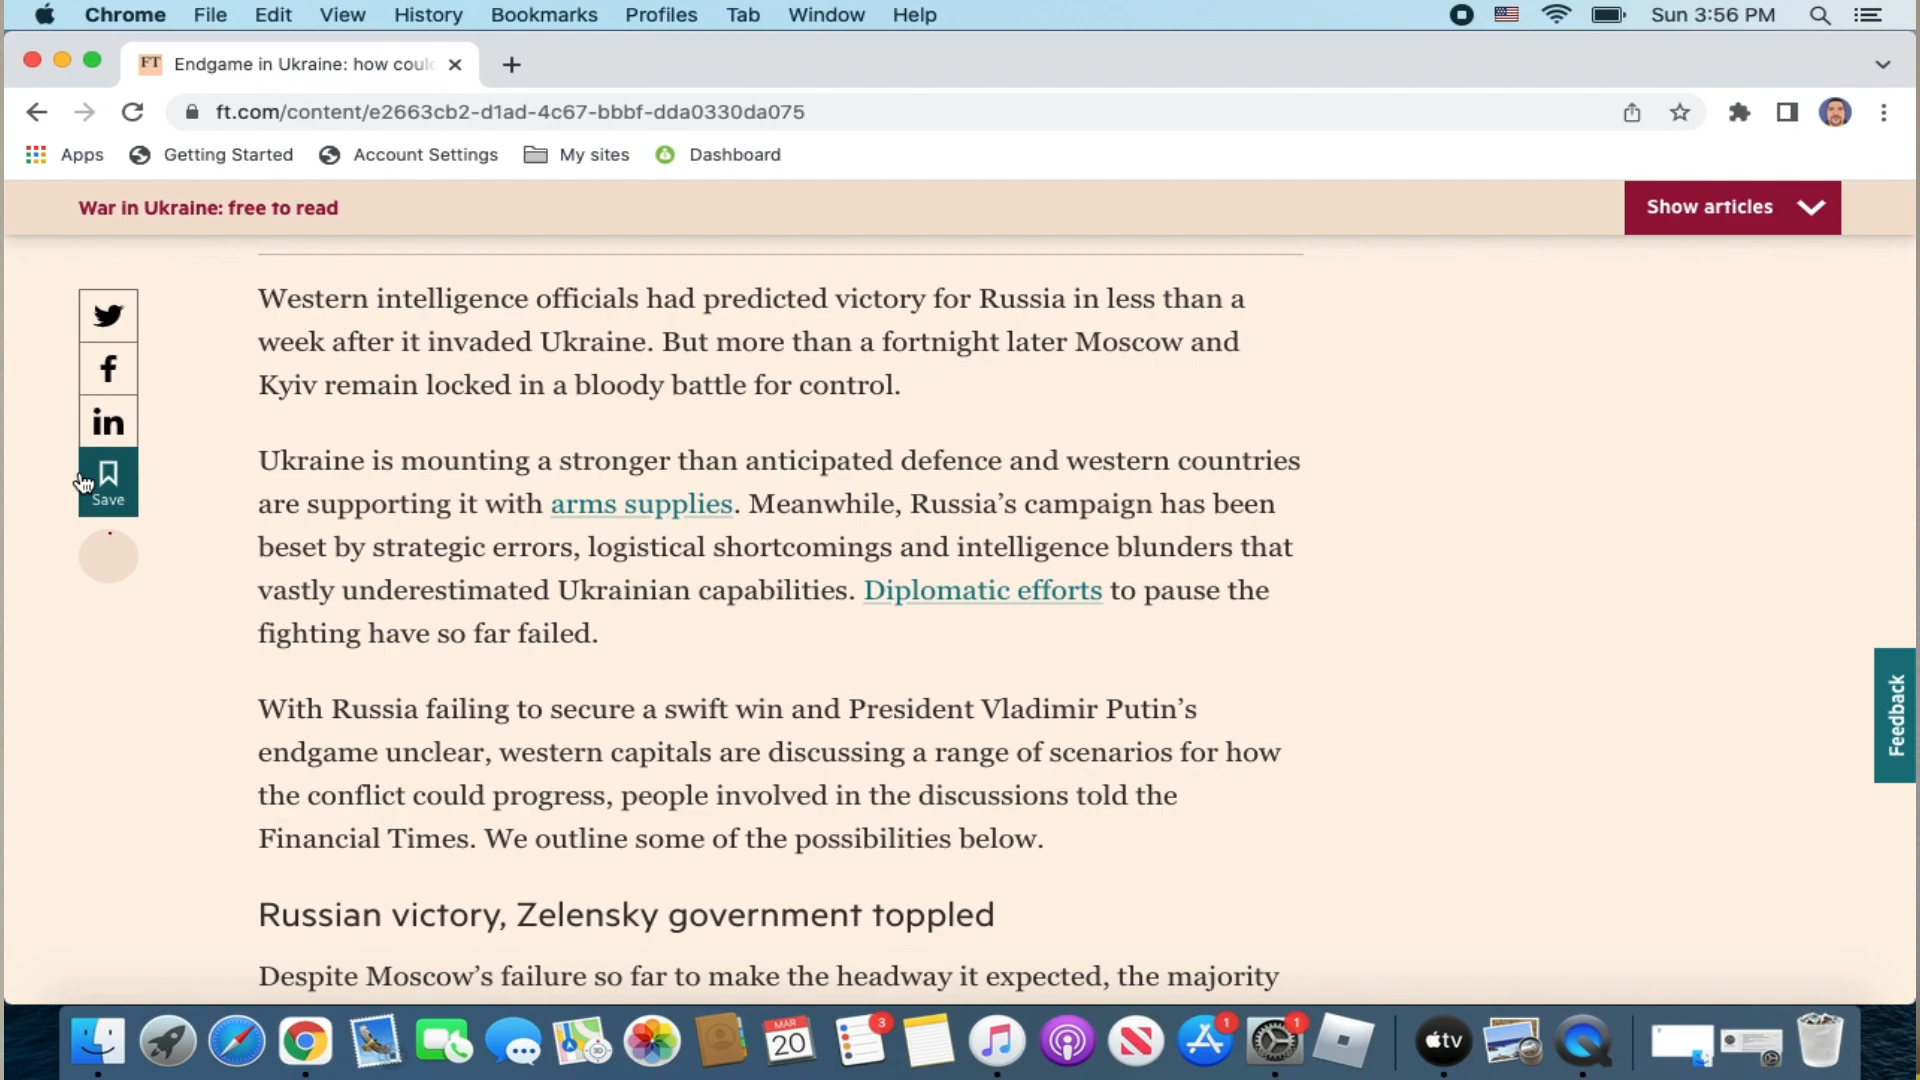 Chrome File Edit View History Bookmarks Profiles Tab Window Help Sun 3:56 PM
FT Endgame in Ukraine: how coul
ft.com/content/e2663cb2-d1ad-4c67-bbbf-dda0330da075
Apps Getting Started Account Settings My sites Dashboard
War in Ukraine: free to read Show articles
Western intelligence officials had predicted victory for Russia in less than a
week after it invaded Ukraine. But more than a fortnight later Moscow and
Kyiv remain locked in a bloody battle for control.
in
Save
Ukraine is mounting a stronger than anticipated defence and western countries
are supporting it with arms supplies. Meanwhile, Russia’s campaign has been
beset by strategic errors, logistical shortcomings and intelligence blunders that
vastly underestimated Ukrainian capabilities. Diplomatic efforts to pause the
fighting have so far failed.
With Russia failing to secure a swift win and President Vladimir Putin’s
endgame unclear, western capitals are discussing a range of scenarios for how
the conflict could progress, people involved in the discussions told the
Financial Times. We outline some of the possibilities below.
Feedback
Russian victory, Zelensky government toppled
Despite Moscow’s failure so far to make the headway it expected, the majority
MAR
20
3
1
1
tv